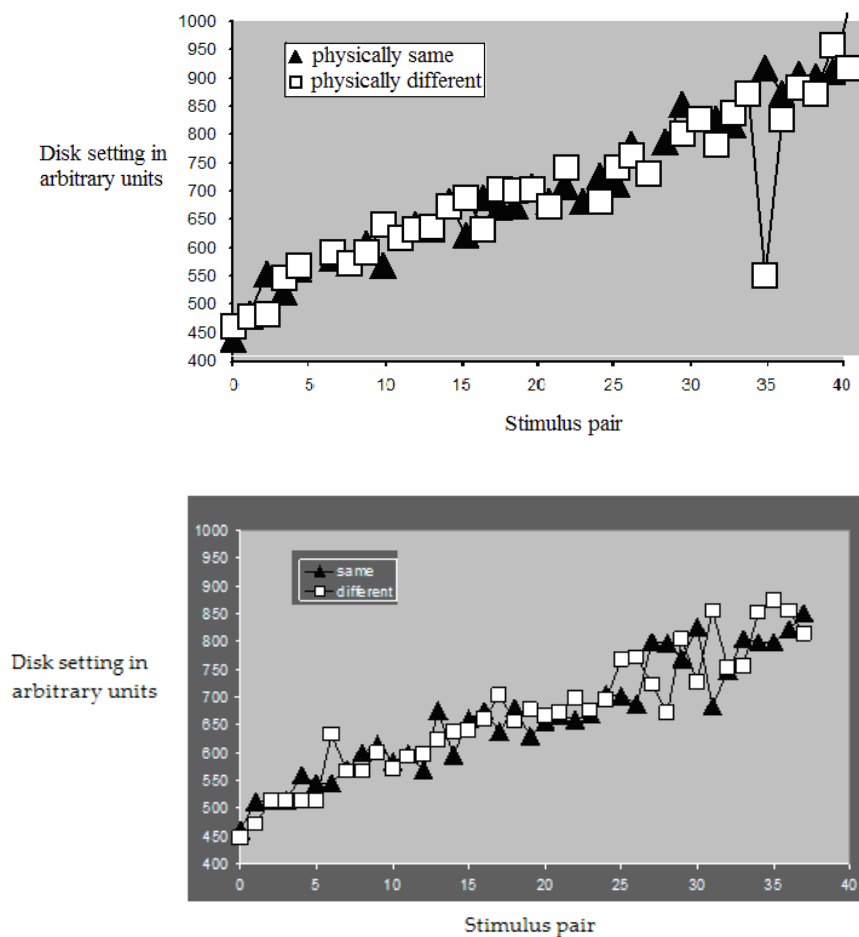 1000
950
900
850
800
750
700
650
600
550
500
450
400
physically same
physically different
Disk setting in
arbitrary units
0 5 10 15 20 25 30 35 40
Stimulus pair
1000
950
900
850
800
750
700
650
600
550
500
450
400
same
different
Disk setting in
arbitrary units
0 5 10 15 20 25 30 35 40
Stimulus pair